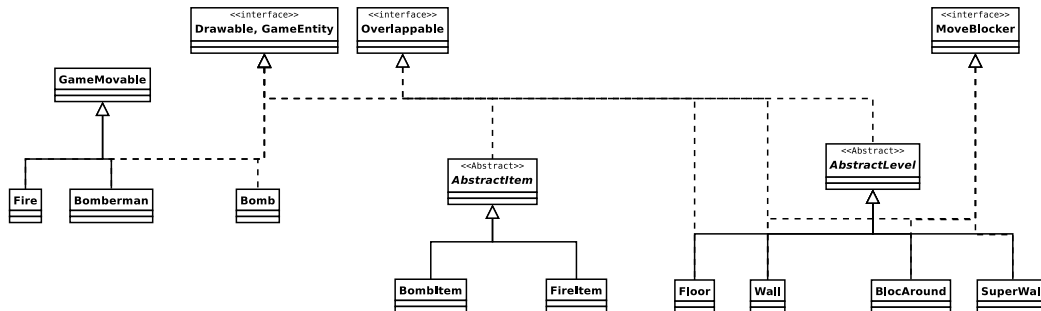 <<interface>>
Drawable, GameEntity
<<interface>>
Overlappable
<<interface>>
MoveBlocker
GameMovable
<<Abstract>>
AbstractItem
<<Abstract>>
AbstractLevel
Fire
Bomberman
Bomb
BombItem
FireItem
Floor
Wall
BlocAround
SuperWal